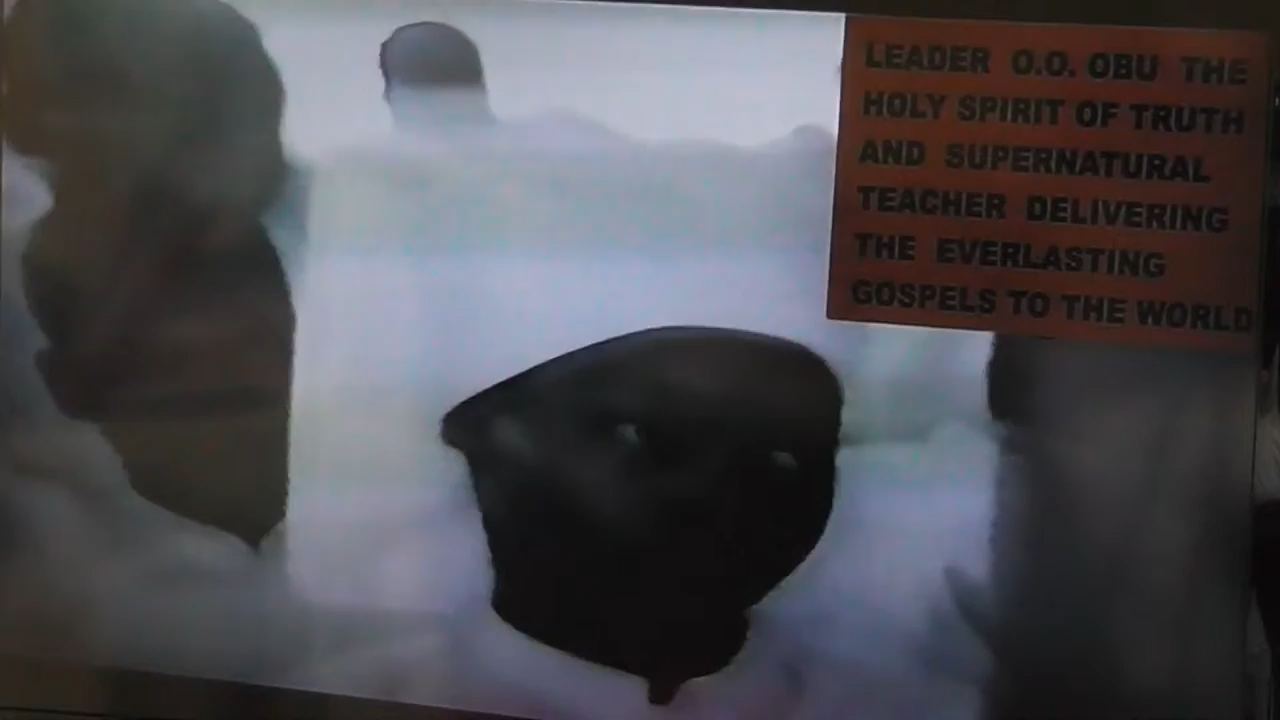 LEADER O.O. OBU THE
HOLY SPIRIT OF TRUTH
AND SUPERNATURAL
TEACHER DELIVERING
THE EVERLASTING
GOSPELS TO THE WORLD